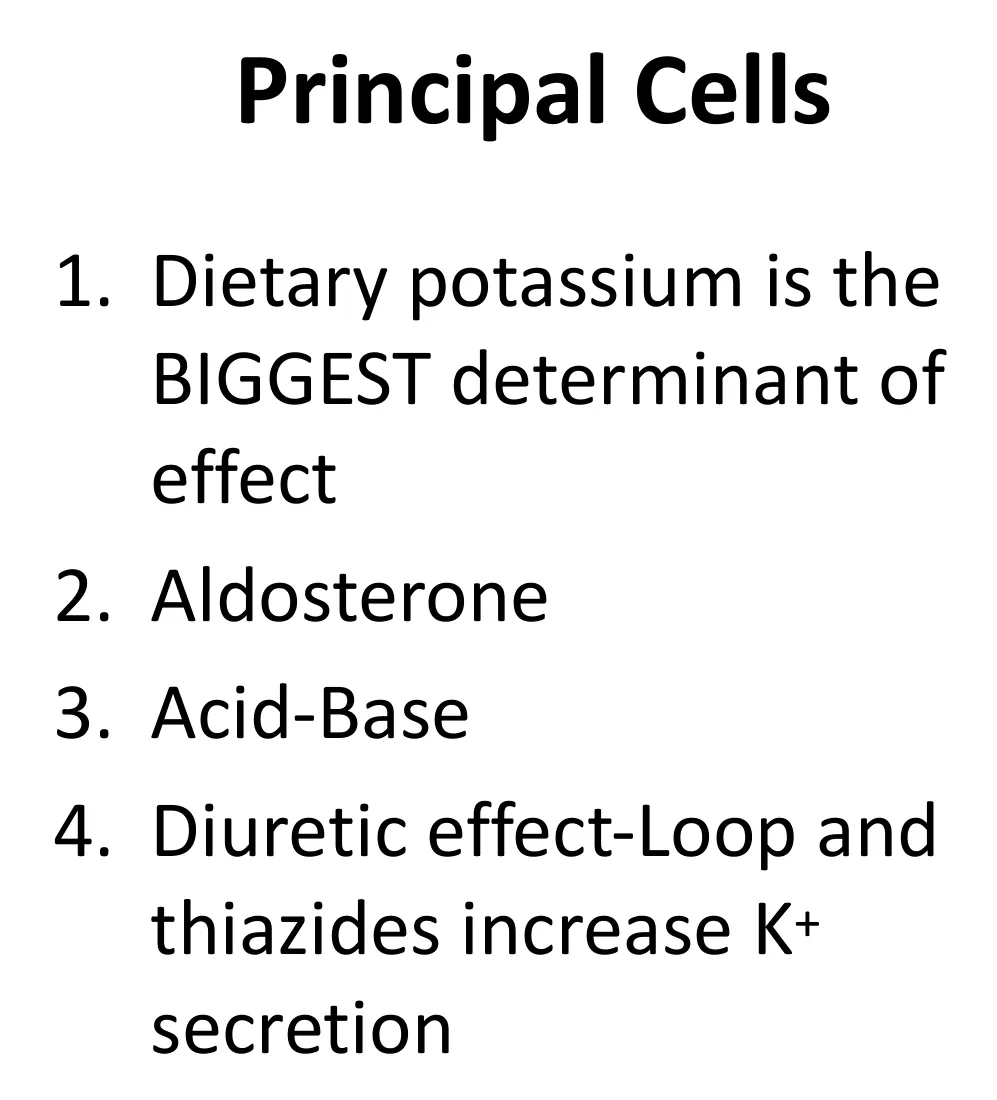 Principal Cells
1. Dietary potassium is the
BIGGEST determinant of
effect
2. Aldosterone
3. Acid-Base
4. Diuretic effect-Loop and
thiazides increase K⁺
secretion